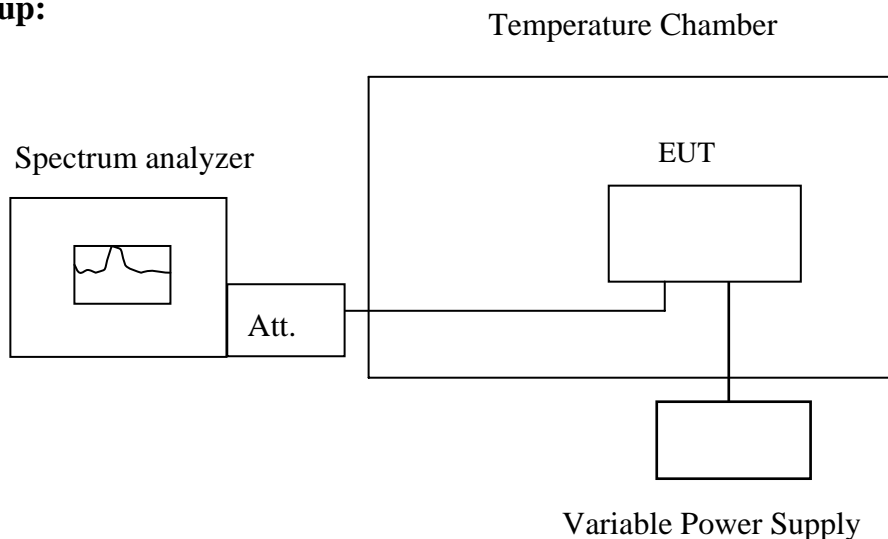 up:
Temperature Chamber
Spectrum analyzer
EUT
Att.
Variable Power Supply